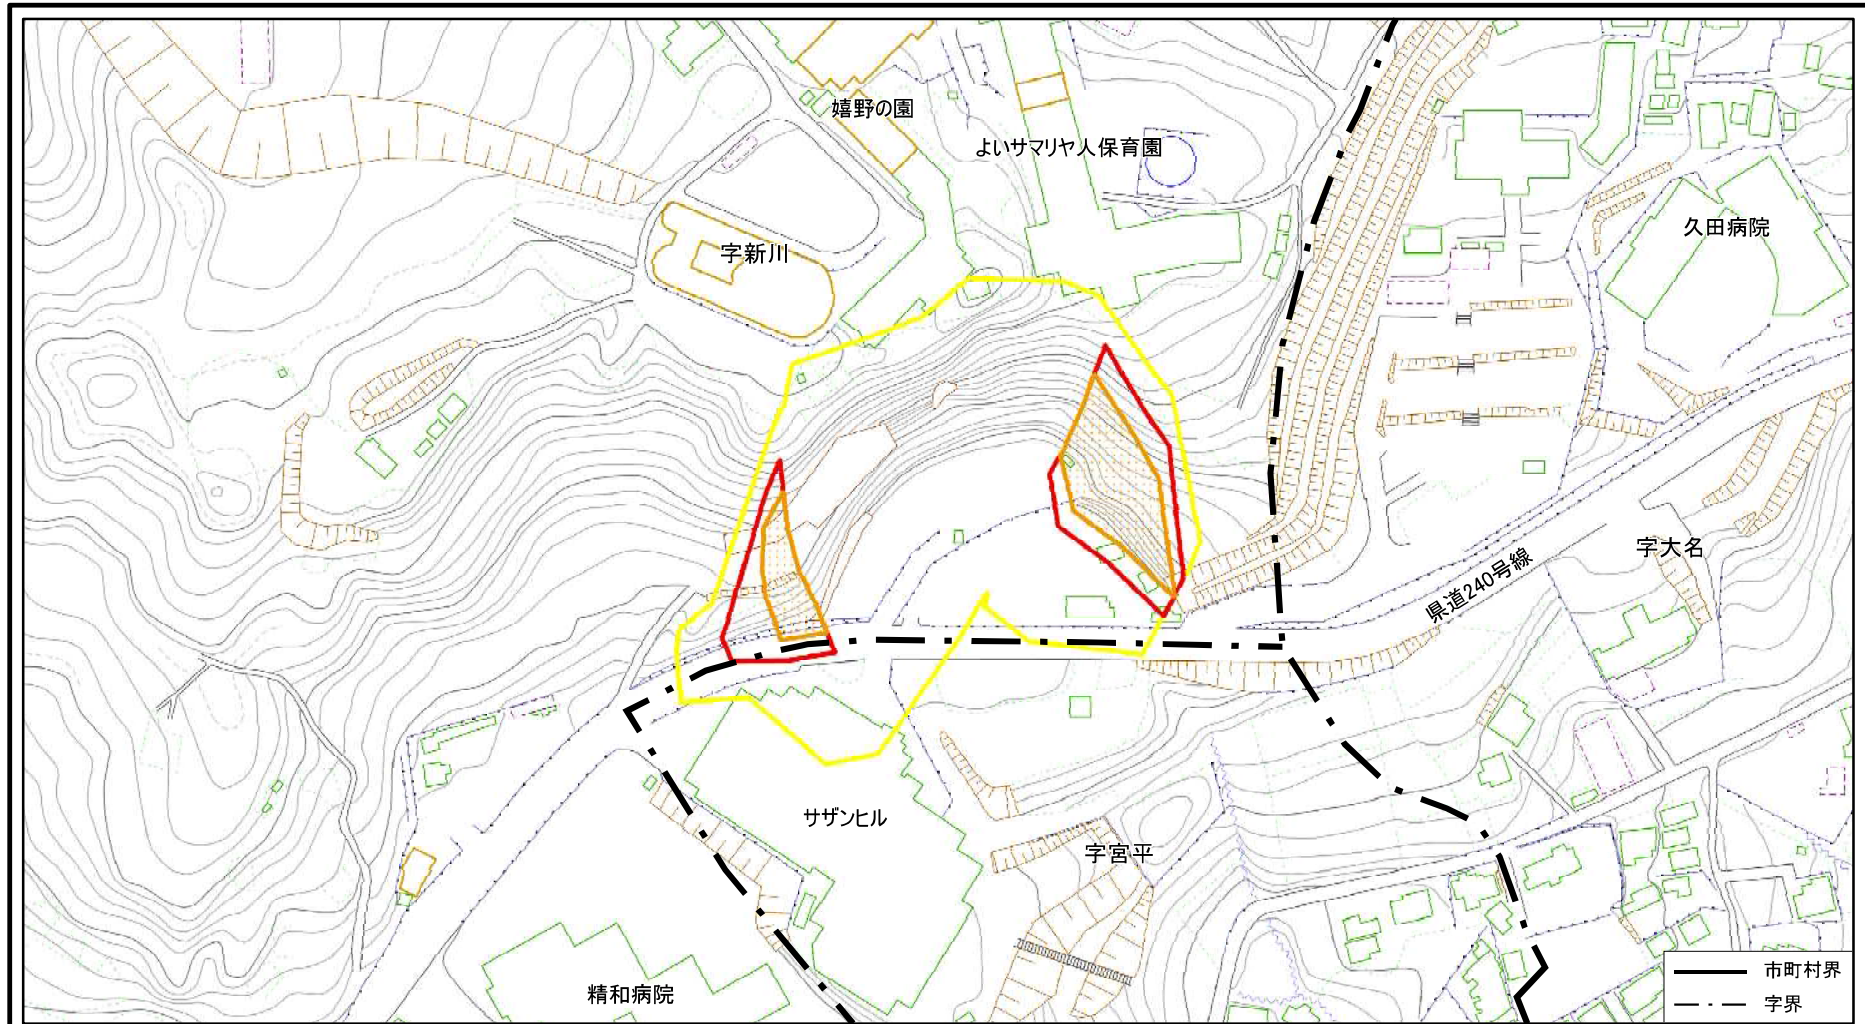 嬉野の園
よいサマリヤ人保育園
久田病院
字新川
字大名
県道240号線
サザンヒル
字宮平
精和病院
市町村界
字界